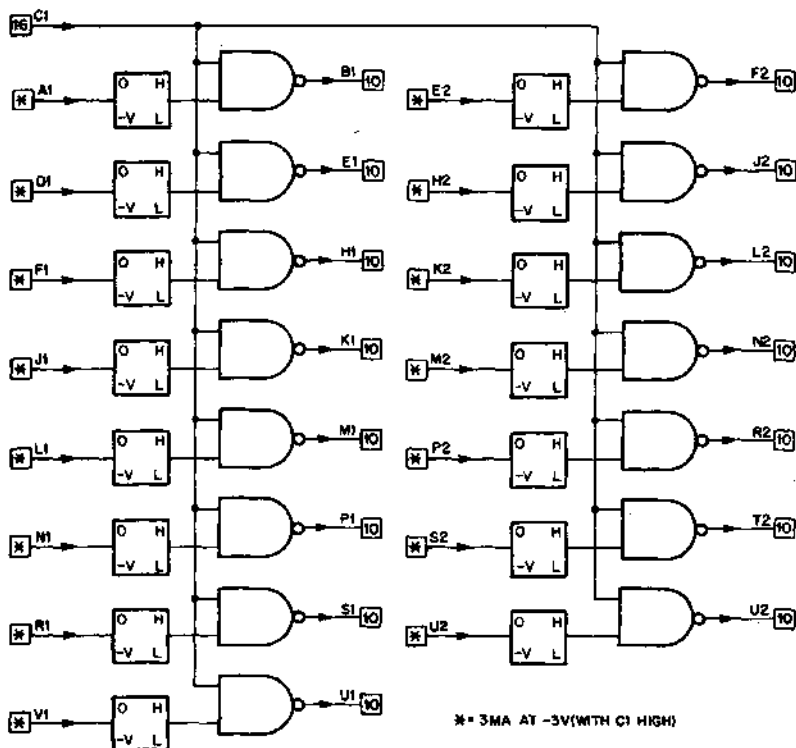 16 C1
* A1 O H -V L B1 10
* D1 O H -V L E1 10
* F1 O H -V L H1 10
* J1 O H -V L K1 10
* L1 O H -V L M1 10
* N1 O H -V L P1 10
* R1 O H -V L S1 10
* V1 O H -V L U1 10
* E2 O H -V L F2 10
* H2 O H -V L J2 10
* K2 O H -V L L2 10
* M2 O H -V L N2 10
* P2 O H -V L R2 10
* S2 O H -V L T2 10
* U2 O H -V L U2 10
*= 3MA AT -3V(WITH C1 HIGH)